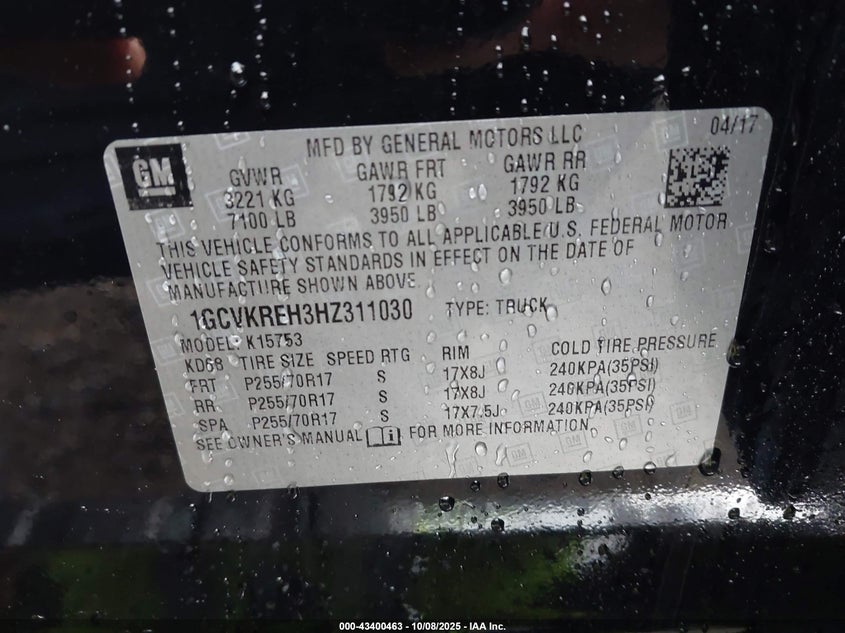 MFD BY GENERAL MOTORS LLC 04/17
GM
GVWR GAWR FRT GAWR RR
3221 KG 1792 KG 1792 KG
7100 LB 3950 LB 3950 LB
THIS VEHICLE CONFORMS TO ALL APPLICABLE U.S. FEDERAL MOTOR
VEHICLE SAFETY STANDARDS IN EFFECT ON THE DATE OF
MANUFACTURE SHOWN ABOVE.
1GCVKREH3HZ311030 TYPE: TRUCK
MODEL: K15753
KD68 TIRE SIZE SPEED RTG RIM COLD TIRE PRESSURE
FRT P255/70R17 S 17X8J 240KPA(35PSI)
RR P255/70R17 S 17X8J 240KPA(35PSI)
SPA P255/70R17 S 17X7.5J 240KPA(35PSI)
SEE OWNER'S MANUAL FOR MORE INFORMATION.
000-43400463 - 10/08/2025 - IAA Inc.